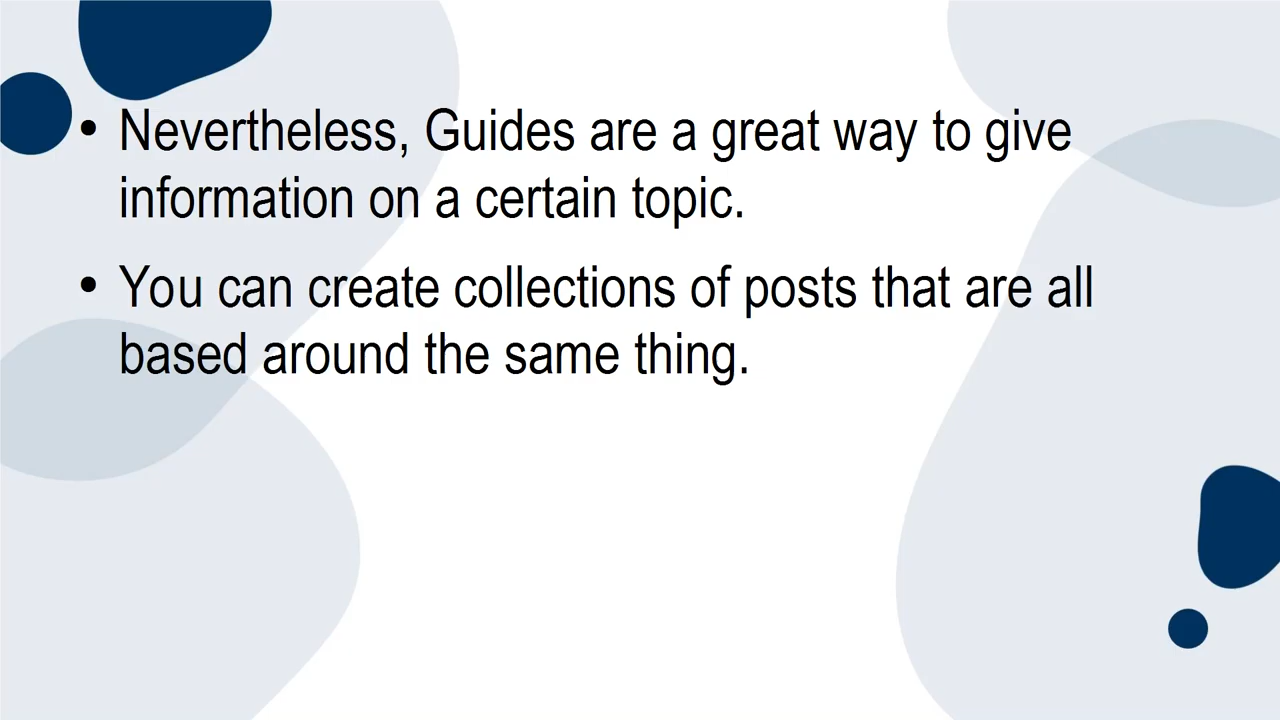 • Nevertheless, Guides are a great way to give
information on a certain topic.
• You can create collections of posts that are all
based around the same thing.